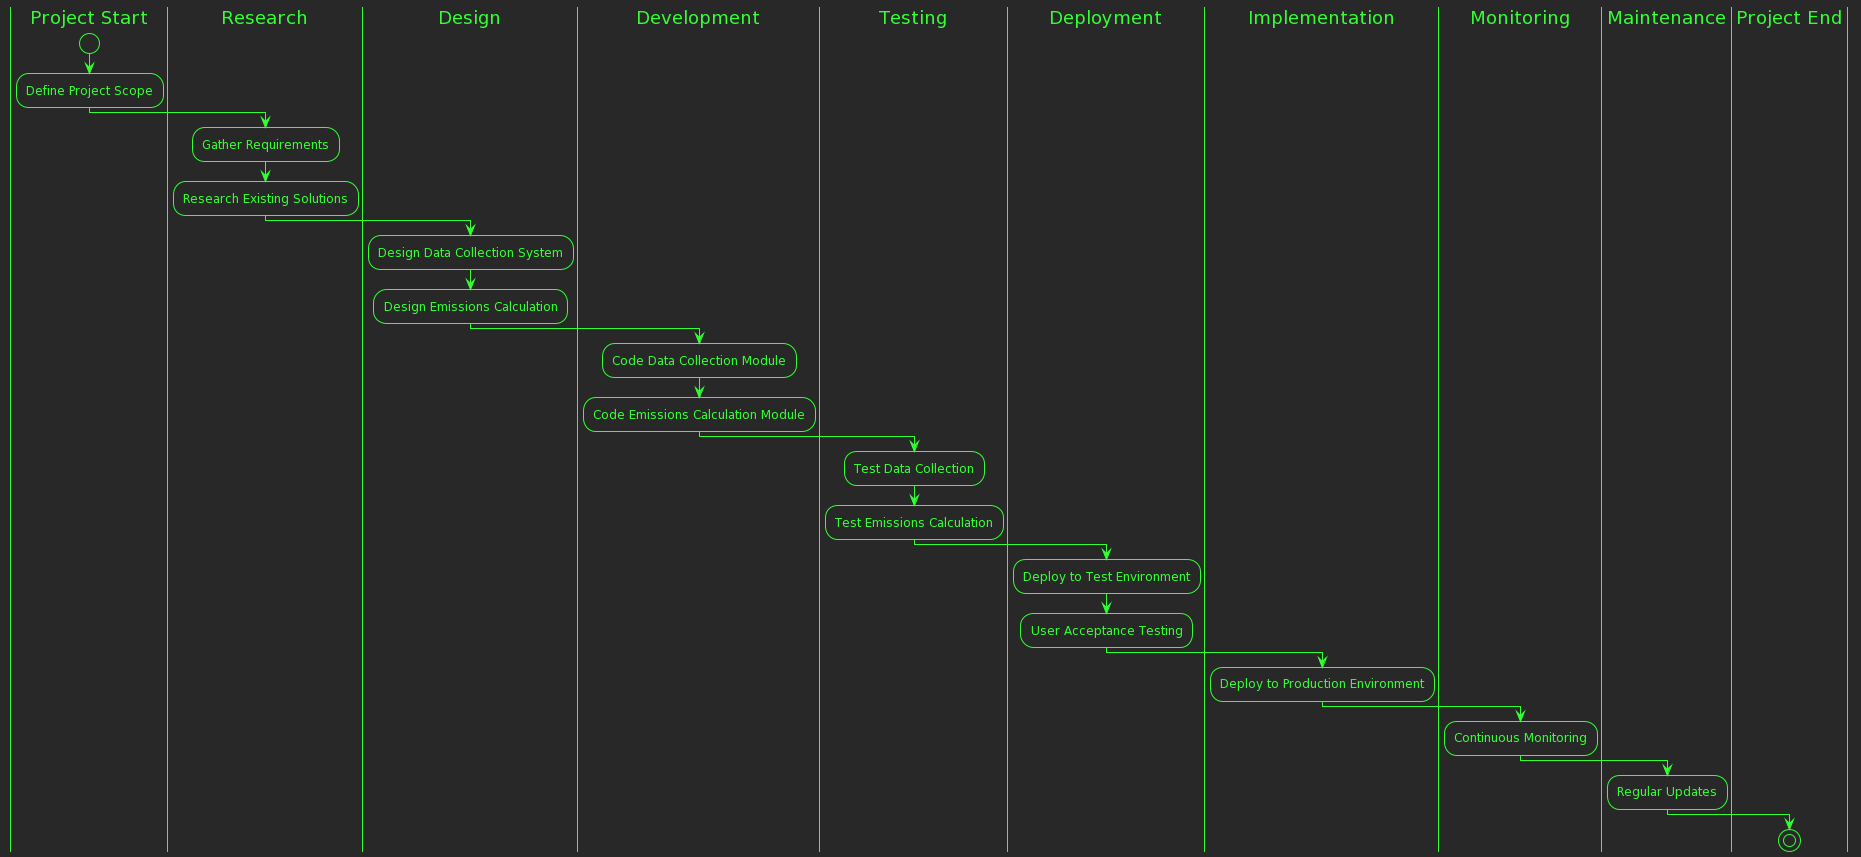 Project Start
Research
Design
Development
Testing
Deployment
Implementation
Monitoring
Maintenance
Project End
Define Project Scope
Gather Requirements
Research Existing Solutions
Design Data Collection System
Design Emissions Calculation
Code Data Collection Module
Code Emissions Calculation Module
Test Data Collection
Test Emissions Calculation
Deploy to Test Environment
User Acceptance Testing
Deploy to Production Environment
Continuous Monitoring
Regular Updates